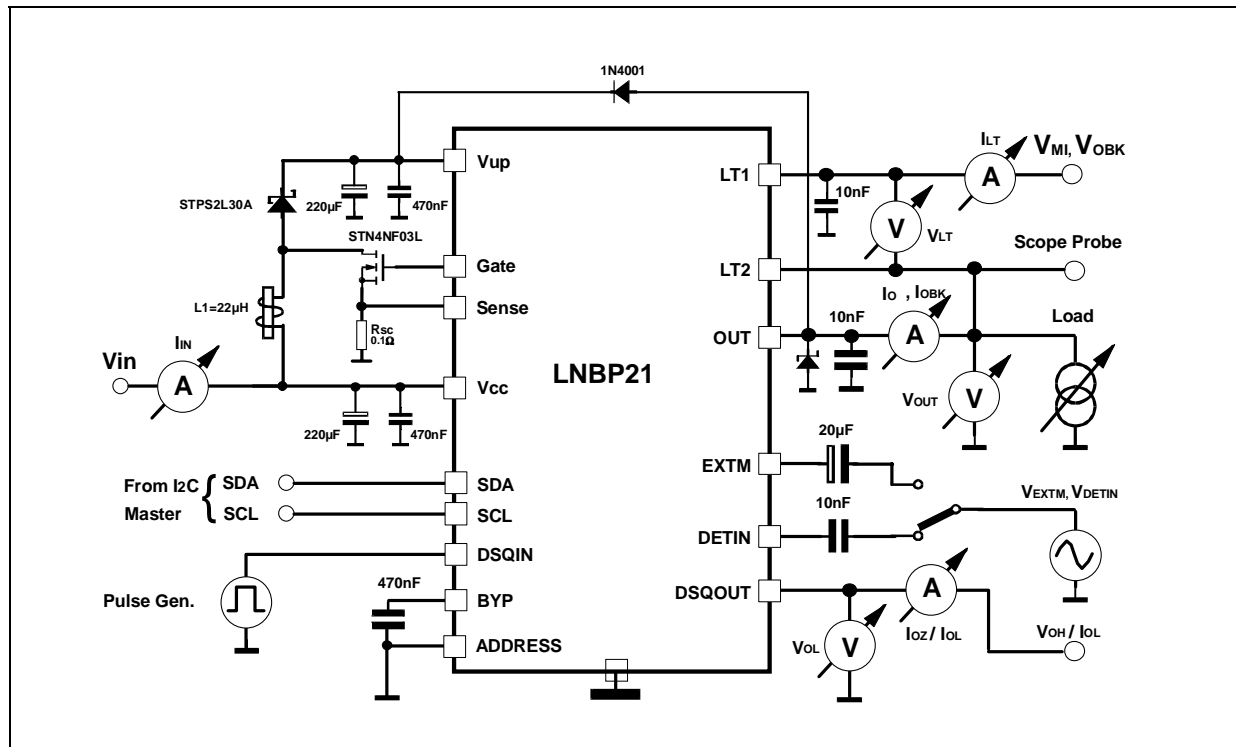 1N4001
Vup
LT1
ILT
VMI, VOBK
A
10nF
STPS2L30A
220µF
470nF
V
VLT
STN4NF03L
Scope Probe
Gate
LT2
L1=22µH
Sense
IO , IOBK
Rsc
0.1Ω
OUT
10nF
A
Load
Vin
IIN
A
LNBP21
Vcc
VOUT
V
220µF
470nF
20µF
EXTM
From I2C
Master
{
SDA
SCL
SDA
SCL
10nF
VEXTM, VDETIN
DETIN
DSQIN
470nF
DSQOUT
A
Pulse Gen.
BYP
IOZ / IOL
VOH / IOL
ADDRESS
VOL
V